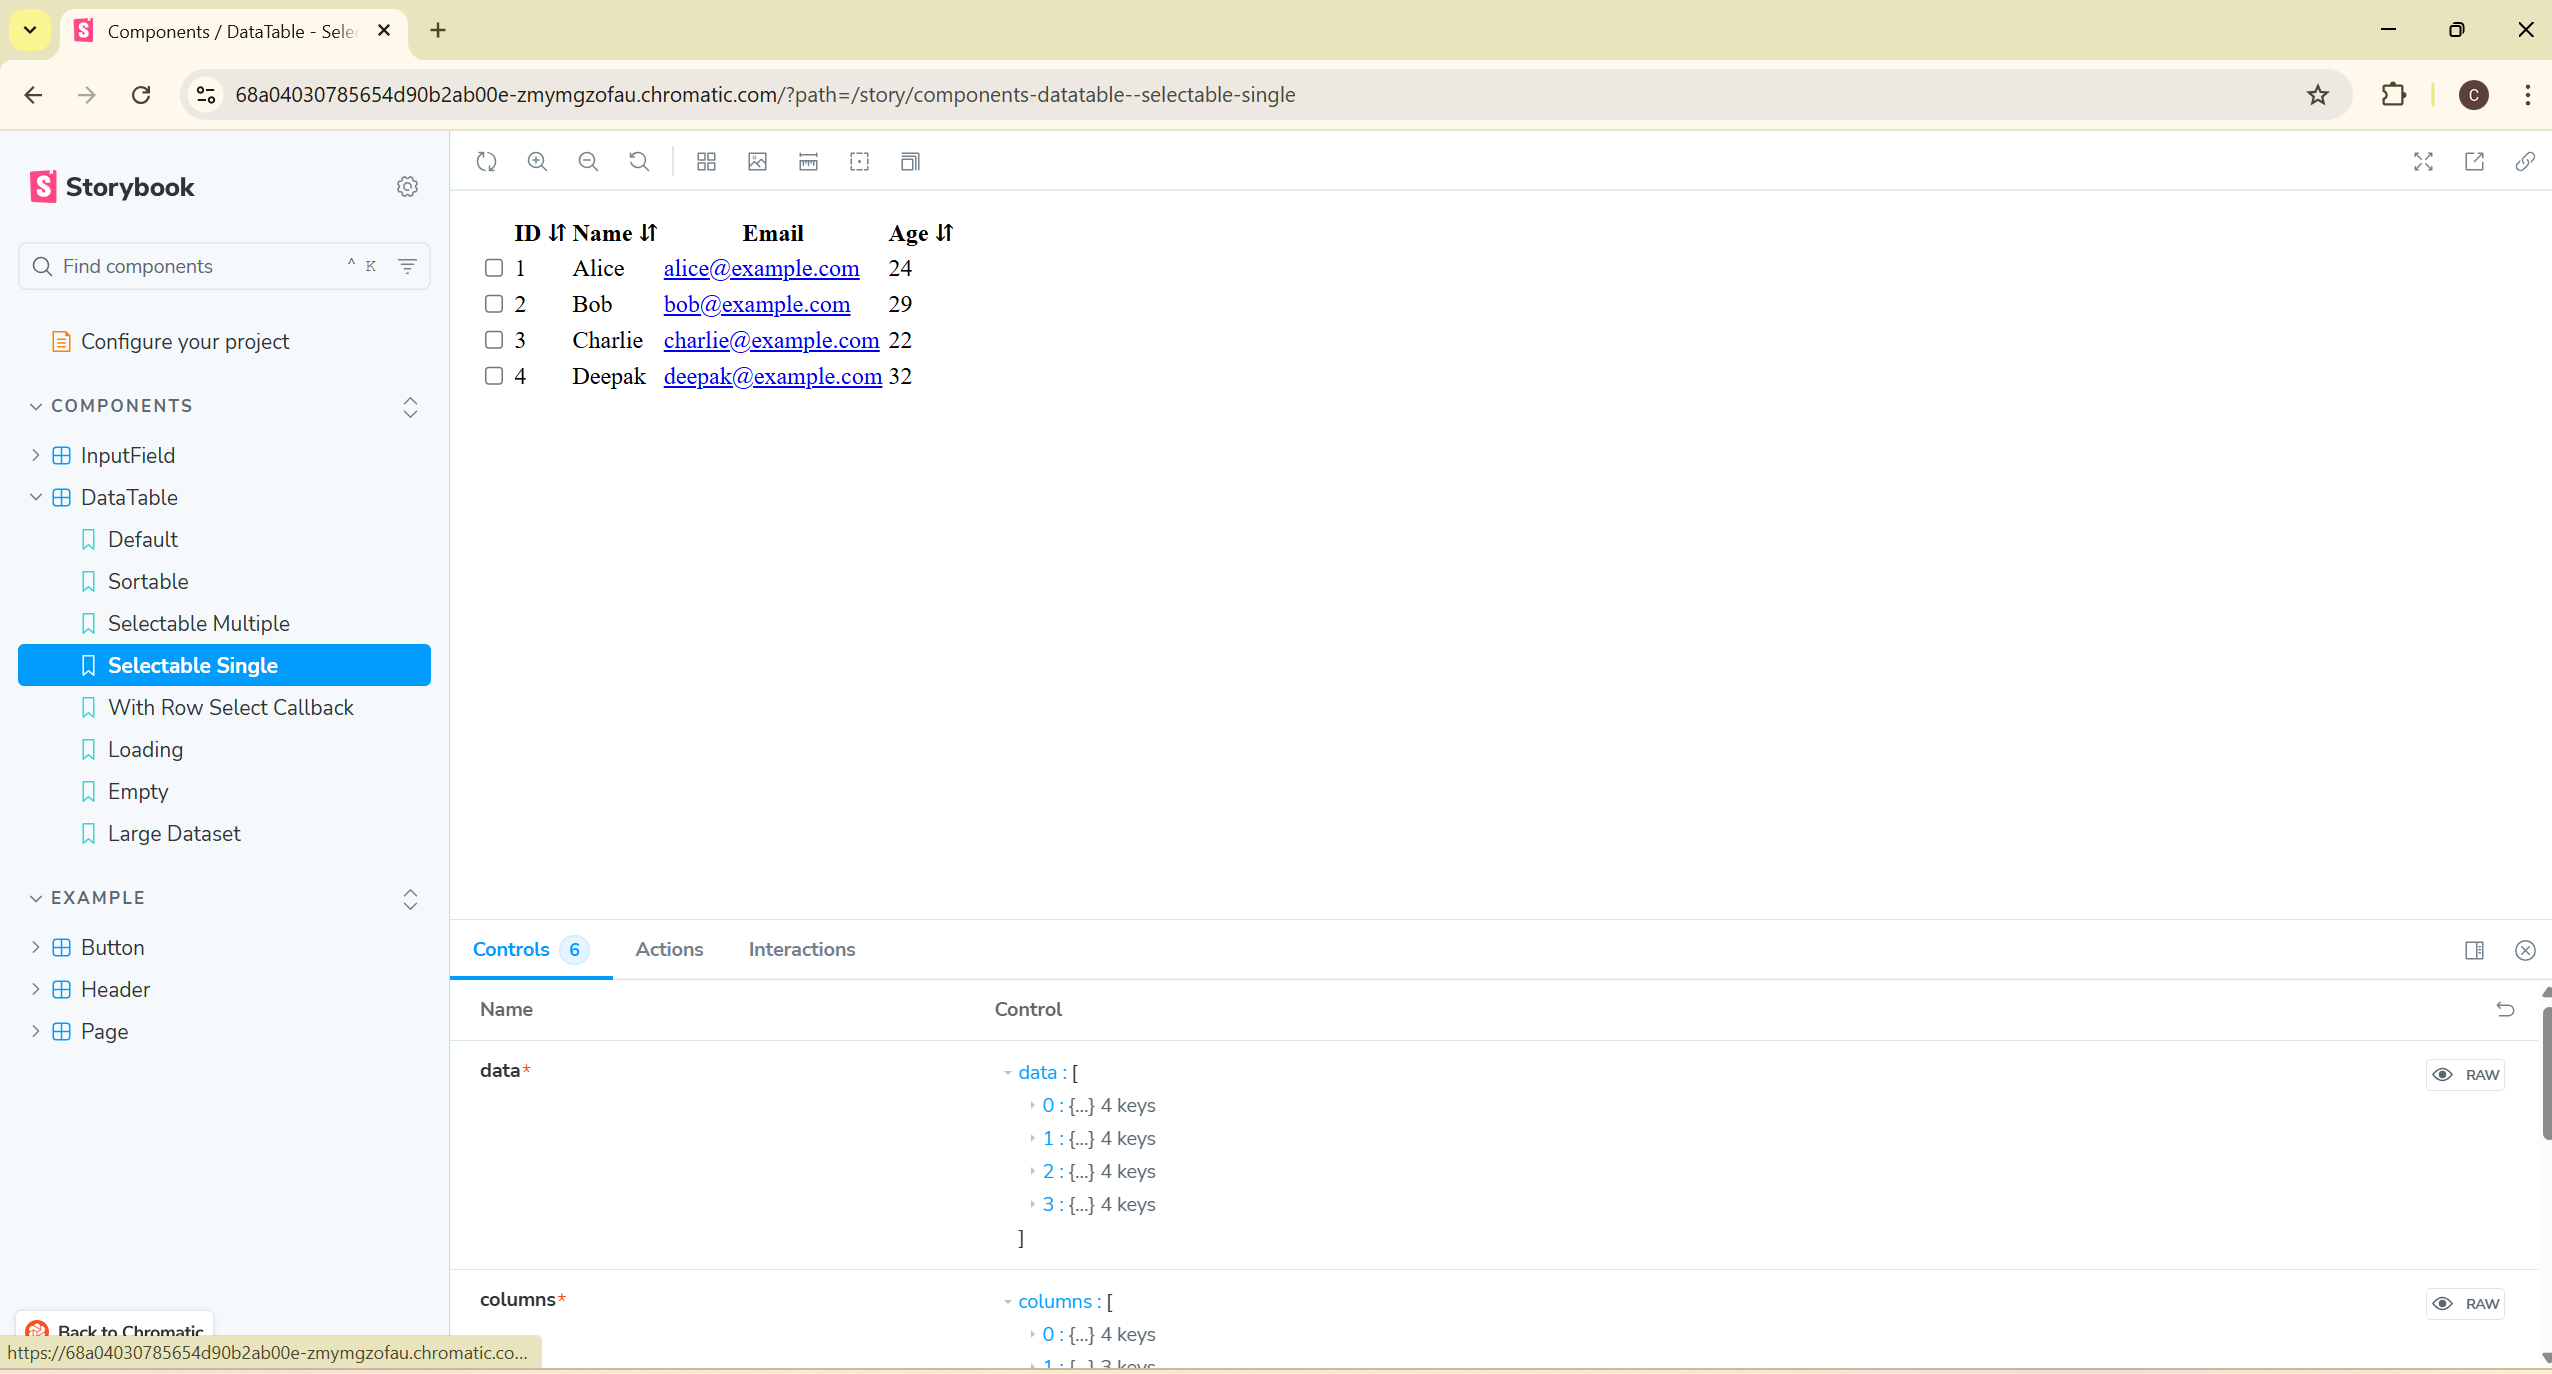 Components / DataTable - Sele
68a04030785654d90b2ab00e-zmymgzofau.chromatic.com/?path=/story/components-datatable--selectable-single
C
Storybook
Find components
^ K
Configure your project
COMPONENTS
InputField
DataTable
Default
Sortable
Selectable Multiple
Selectable Single
With Row Select Callback
Loading
Empty
Large Dataset
EXAMPLE
Button
Header
Page
Back to Chromatic
https://68a04030785654d90b2ab00e-zmymgzofau.chromatic.co...
ID ⇵ Name ⇵ Email Age ⇵
1 Alice alice@example.com 24
2 Bob bob@example.com 29
3 Charlie charlie@example.com 22
4 Deepak deepak@example.com 32
Controls 6 Actions Interactions
Name Control
data* data : [ RAW
0 : {...} 4 keys
1 : {...} 4 keys
2 : {...} 4 keys
3 : {...} 4 keys
]
columns* columns : [ RAW
0 : {...} 4 keys
1 : {...} 3 keys